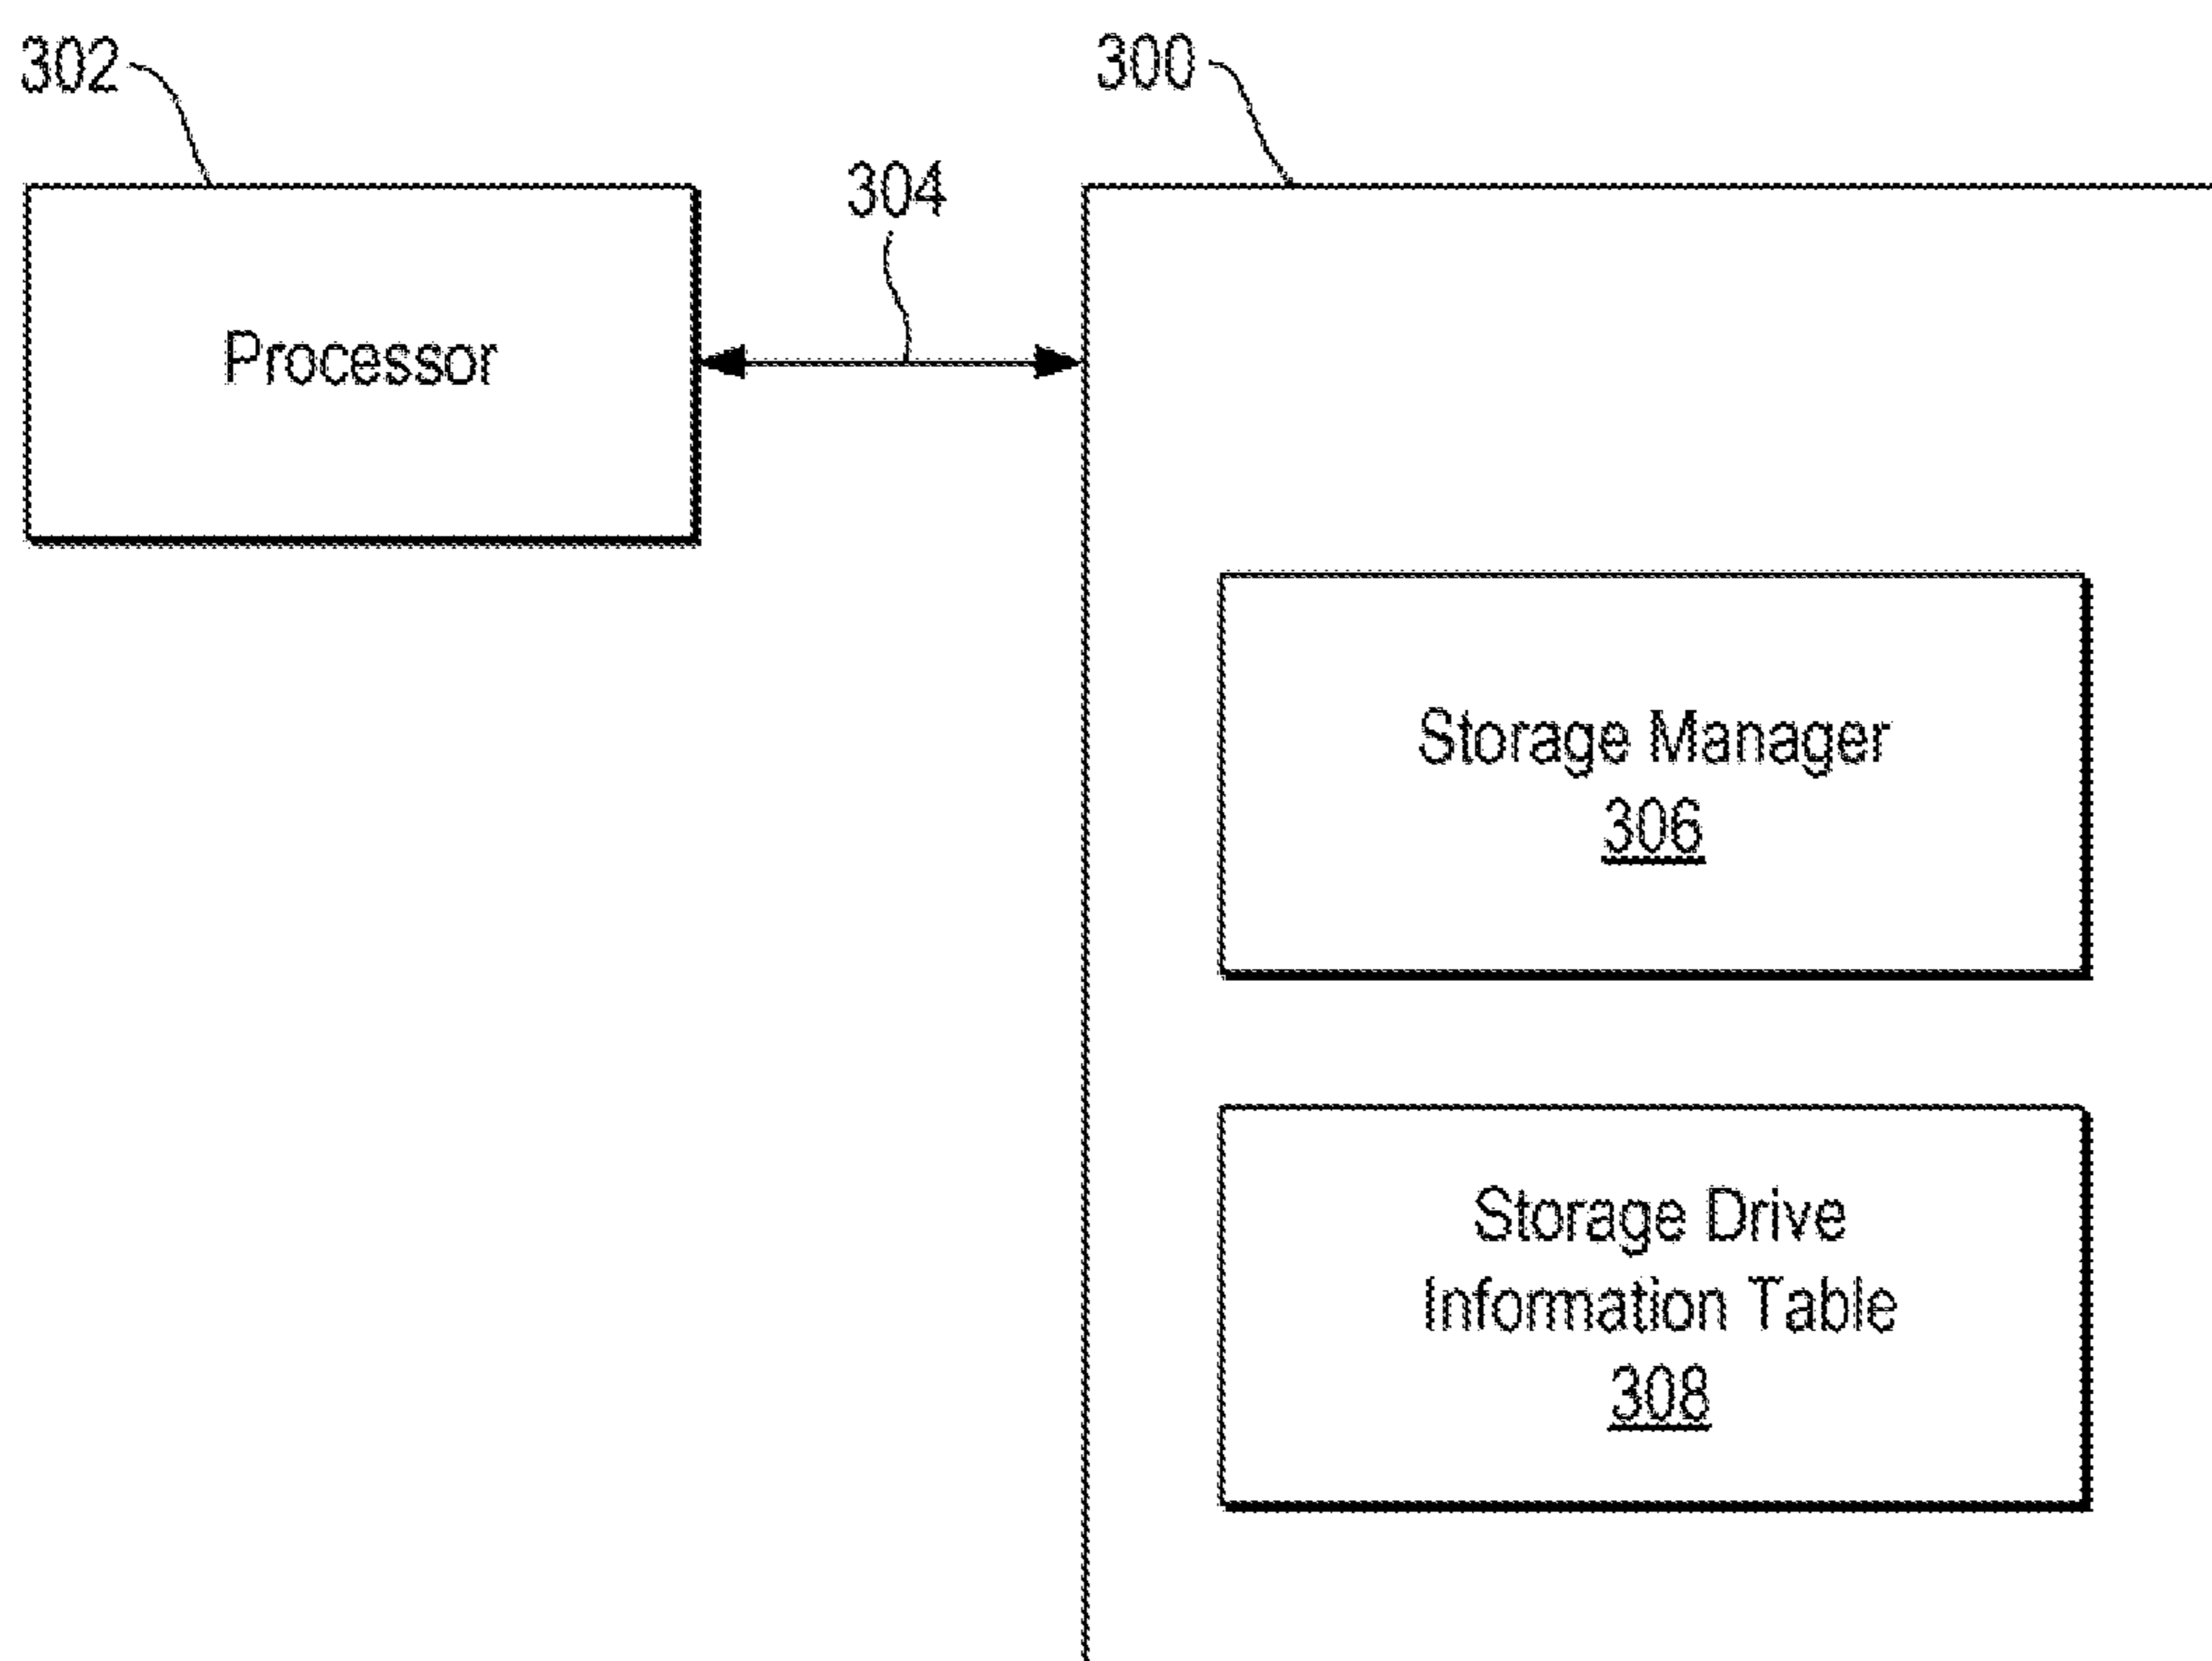 302
300
304
Processor
Storage Manager
306
Storage Drive
Information Table
308